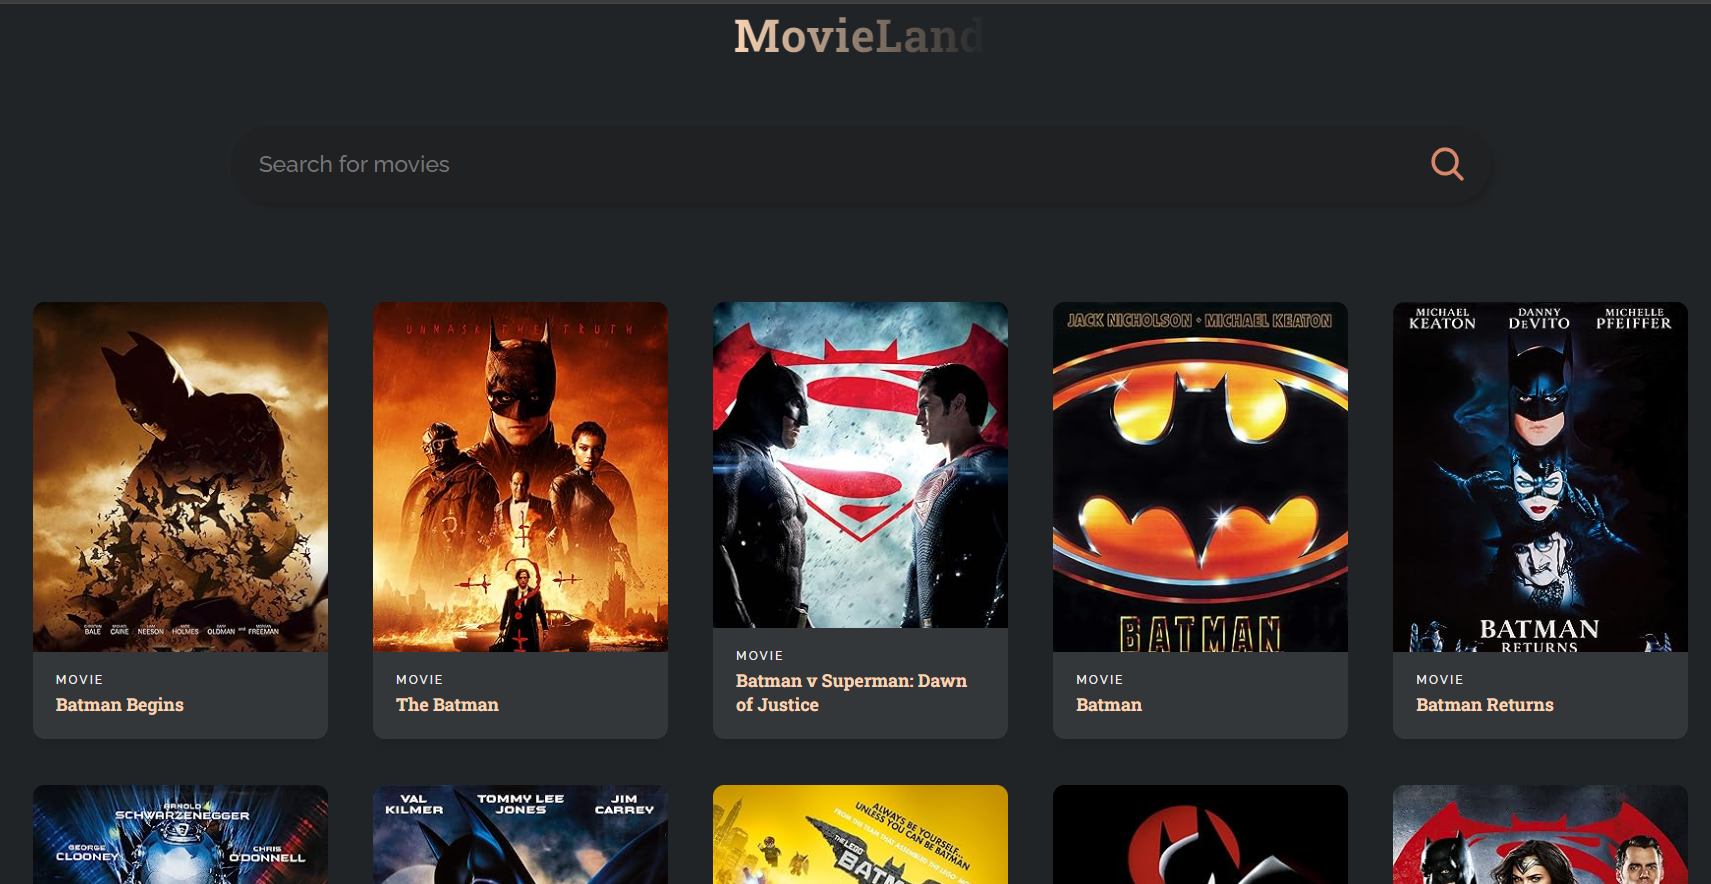 MovieLand
Search for movies
UNMASK THE TRUTH
JACK NICHOLSON • MICHAEL KEATON
MICHAEL KEATON
DANNY DEVITO
MICHELLE PFEIFFER
CHRISTIAN BALE
MICHAEL CAINE
LIAM NEESON
KATIE HOLMES
GARY OLDMAN
and
MORGAN FREEMAN
BATMAN
BATMAN
RETURNS
MOVIE
Batman Begins
MOVIE
The Batman
MOVIE
Batman v Superman: Dawn
of Justice
MOVIE
Batman
MOVIE
Batman Returns
ARNOLD
SCHWARZENEGGER
GEORGE
CLOONEY
CHRIS
O'DONNELL
VAL
KILMER
TOMMY LEE
JONES
JIM
CARREY
ALWAYS BE YOURSELF...
UNLESS YOU CAN BE BATMAN
FROM THE TEAM THAT ASSEMBLED THE LEGO
THE LEGO
BATM